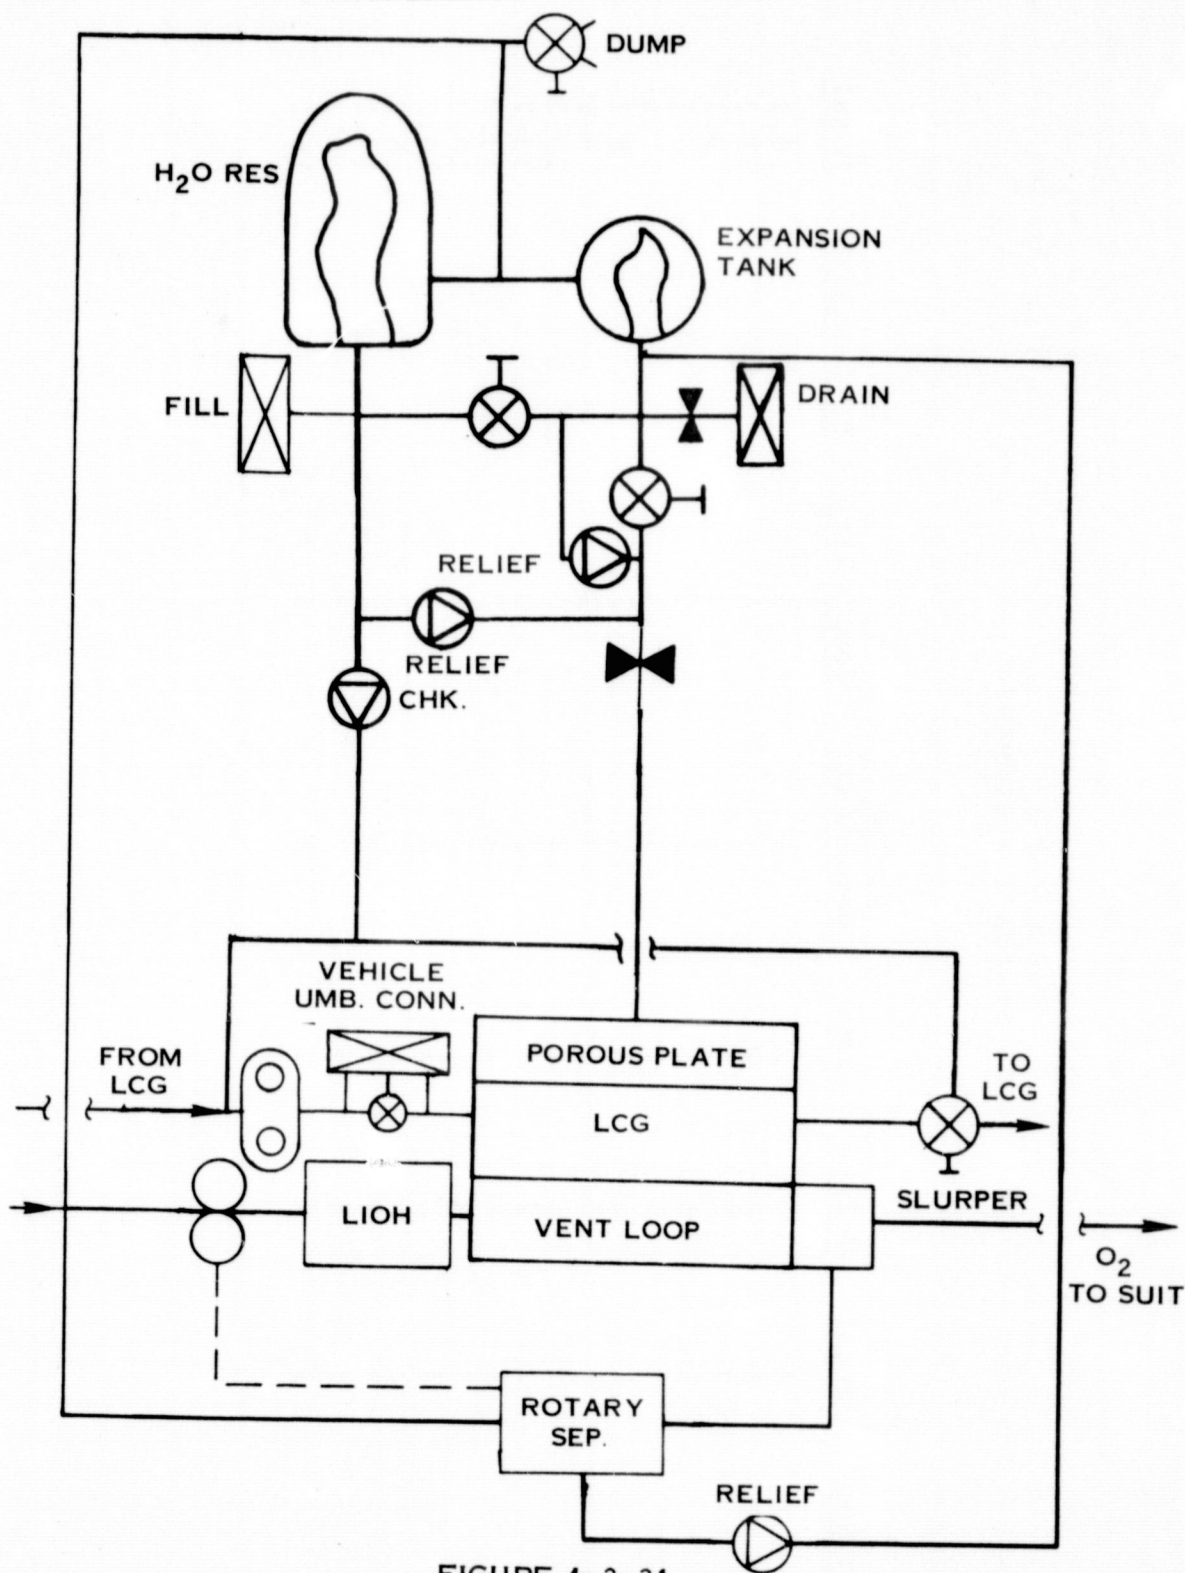 DUMP
H2O RES
EXPANSION
TANK
FILL
DRAIN
RELIEF
RELIEF
CHK.
VEHICLE
UMB. CONN.
FROM
LCG
POROUS PLATE
TO
LCG
LCG
SLURPER
LIOH
VENT LOOP
O2
TO SUIT
ROTARY
SEP.
RELIEF